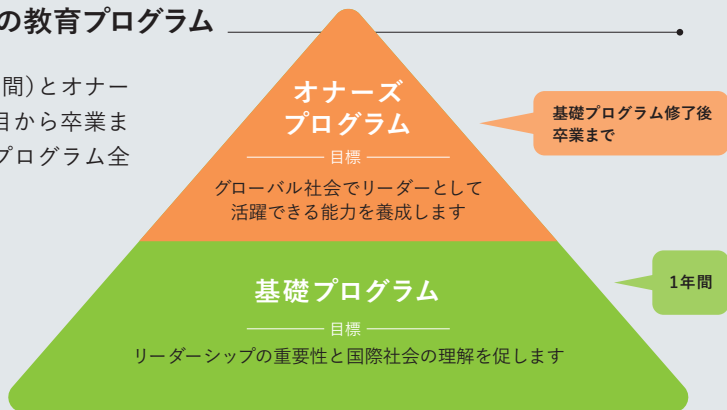 の教育プログラム
間)とオナー
目から卒業ま
プログラム全
オナーズ
プログラム
目標
グローバル社会でリーダーとして
活躍できる能力を養成します
基礎プログラム修了後
卒業まで
基礎プログラム
目標
リーダーシップの重要性と国際社会の理解を促します
1年間